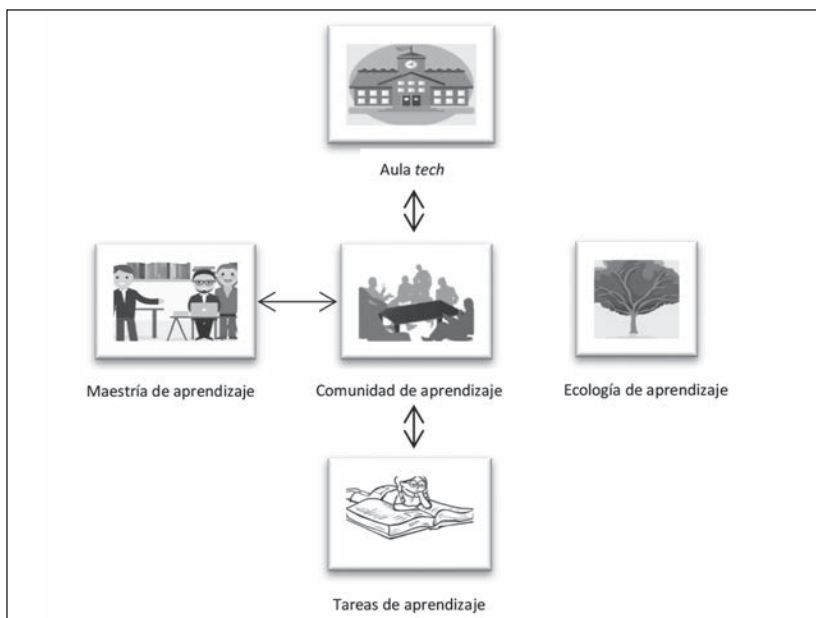 Aula tech
Maestría de aprendizaje
Comunidad de aprendizaje
Ecología de aprendizaje
Tareas de aprendizaje